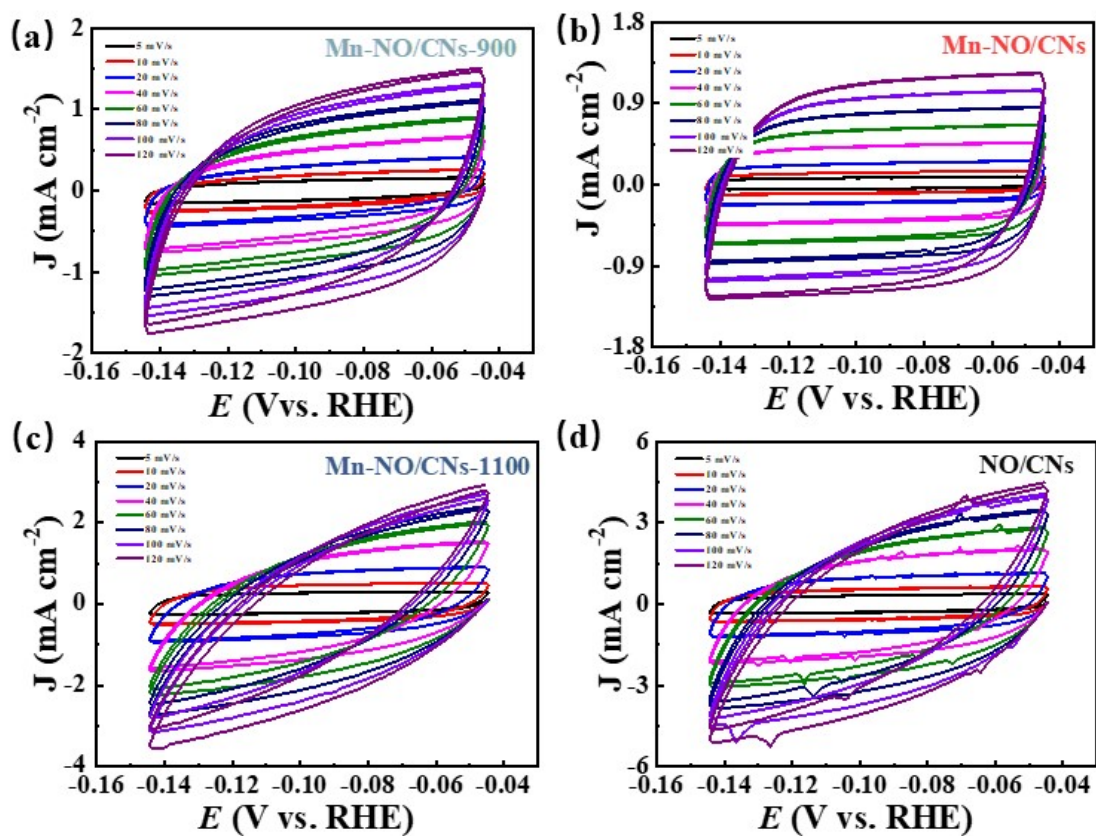 (a)
Mn-NO/CNs-900
5 mV/s
10 mV/s
20 mV/s
40 mV/s
60 mV/s
80 mV/s
100 mV/s
120 mV/s
2
1
0
-1
-2
J (mA cm⁻²)
-0.16 -0.14 -0.12 -0.10 -0.08 -0.06 -0.04
E (Vvs. RHE)
(b)
Mn-NO/CNs
5 mV/s
10 mV/s
20 mV/s
40 mV/s
60 mV/s
80 mV/s
100 mV/s
120 mV/s
1.8
0.9
0.0
-0.9
-1.8
J (mA cm⁻²)
-0.16 -0.14 -0.12 -0.10 -0.08 -0.06 -0.04
E (V vs. RHE)
(c)
Mn-NO/CNs-1100
5 mV/s
10 mV/s
20 mV/s
40 mV/s
60 mV/s
80 mV/s
100 mV/s
120 mV/s
4
2
0
-2
-4
J (mA cm⁻²)
-0.16 -0.14 -0.12 -0.10 -0.08 -0.06 -0.04
E (V vs. RHE)
(d)
NO/CNs
5 mV/s
10 mV/s
20 mV/s
40 mV/s
60 mV/s
80 mV/s
100 mV/s
120 mV/s
6
3
0
-3
-6
J (mA cm⁻²)
-0.16 -0.14 -0.12 -0.10 -0.08 -0.06 -0.04
E (V vs. RHE)